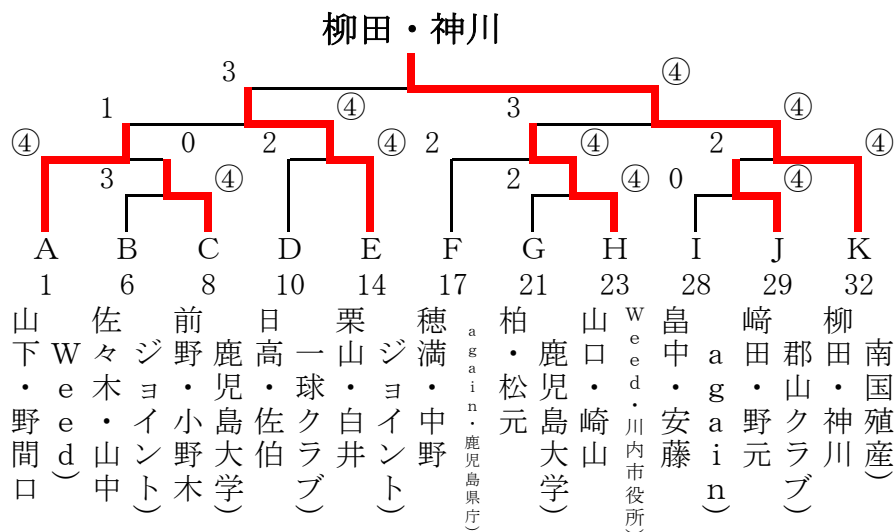 柳田・神川
3 ④
1 ④ 3 ④
④ 0 2 ④ 2 ④ 2
3 ④ 2 ④ 0 ④
A B C D E F G H I J K
1 6 8 10 14 17 21 23 28 29 32
山下・野間口
Weed)
佐々木・山中
ジョイント)
前野・小野木
鹿児島大学)
日高・佐伯
一球クラブ)
栗山・白井
ジョイント)
穂満・中野
again・鹿児島県庁)
柏・松元
鹿児島大学)
山口・崎山
Weed・川内市役所)
畠中・安藤
again)
﨑田・野元
郡山クラブ)
柳田・神川
南国殖産)